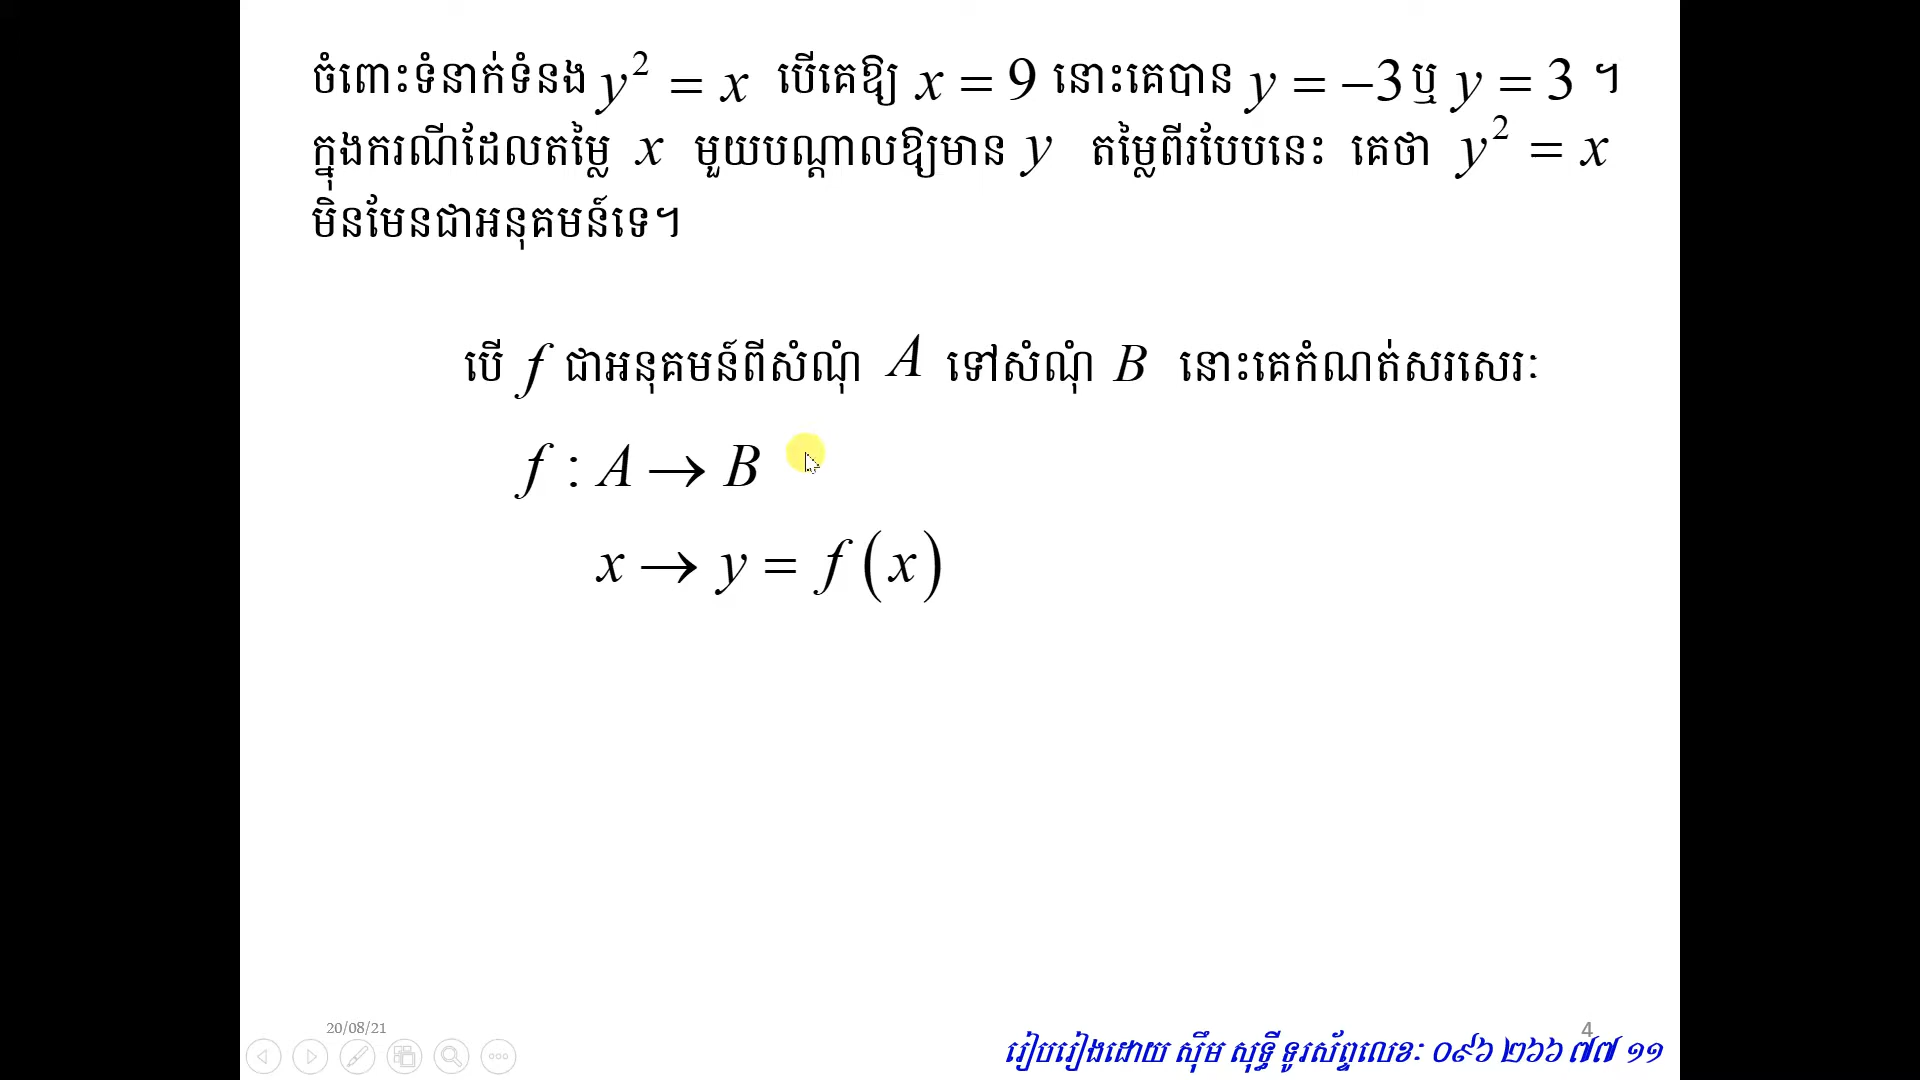 ចំពោះទំនាក់ទំនង y² = x បើគេឱ្យ x = 9 នោះគេបាន y = −3 ឬ y = 3 ។
ក្នុងករណីដែលតម្លៃ x មួយបណ្តាលឱ្យមាន y តម្លៃពីរបែបនេះ គេថា y² = x
មិនមែនជាអនុគមន៍ទេ។
បើ f ជាអនុគមន៍ពីសំណុំ A ទៅសំណុំ B នោះគេកំណត់សរសេរៈ
f : A → B
x → y = f(x)
20/08/21
4
រៀបរៀងដោយ ស៊ឹម សុទ្ធី ទូរស័ព្ទលេខៈ ០៩៦ ២៦៦ ៧៧ ១១